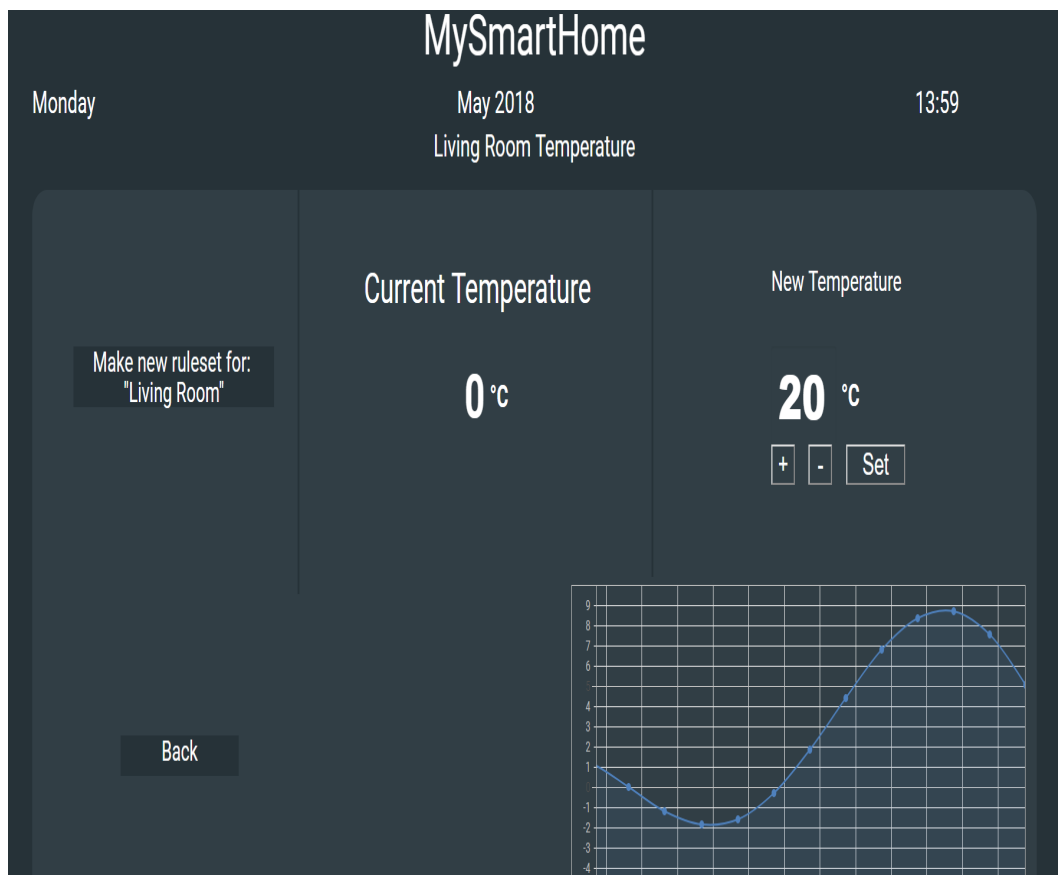 MySmartHome
Monday
May 2018
13:59
Living Room Temperature
Current Temperature
New Temperature
Make new ruleset for:
"Living Room"
0 °C
20 °C
+
-
Set
Back
9
8
7
6
4
3
2
1
-1
-2
-3
-4